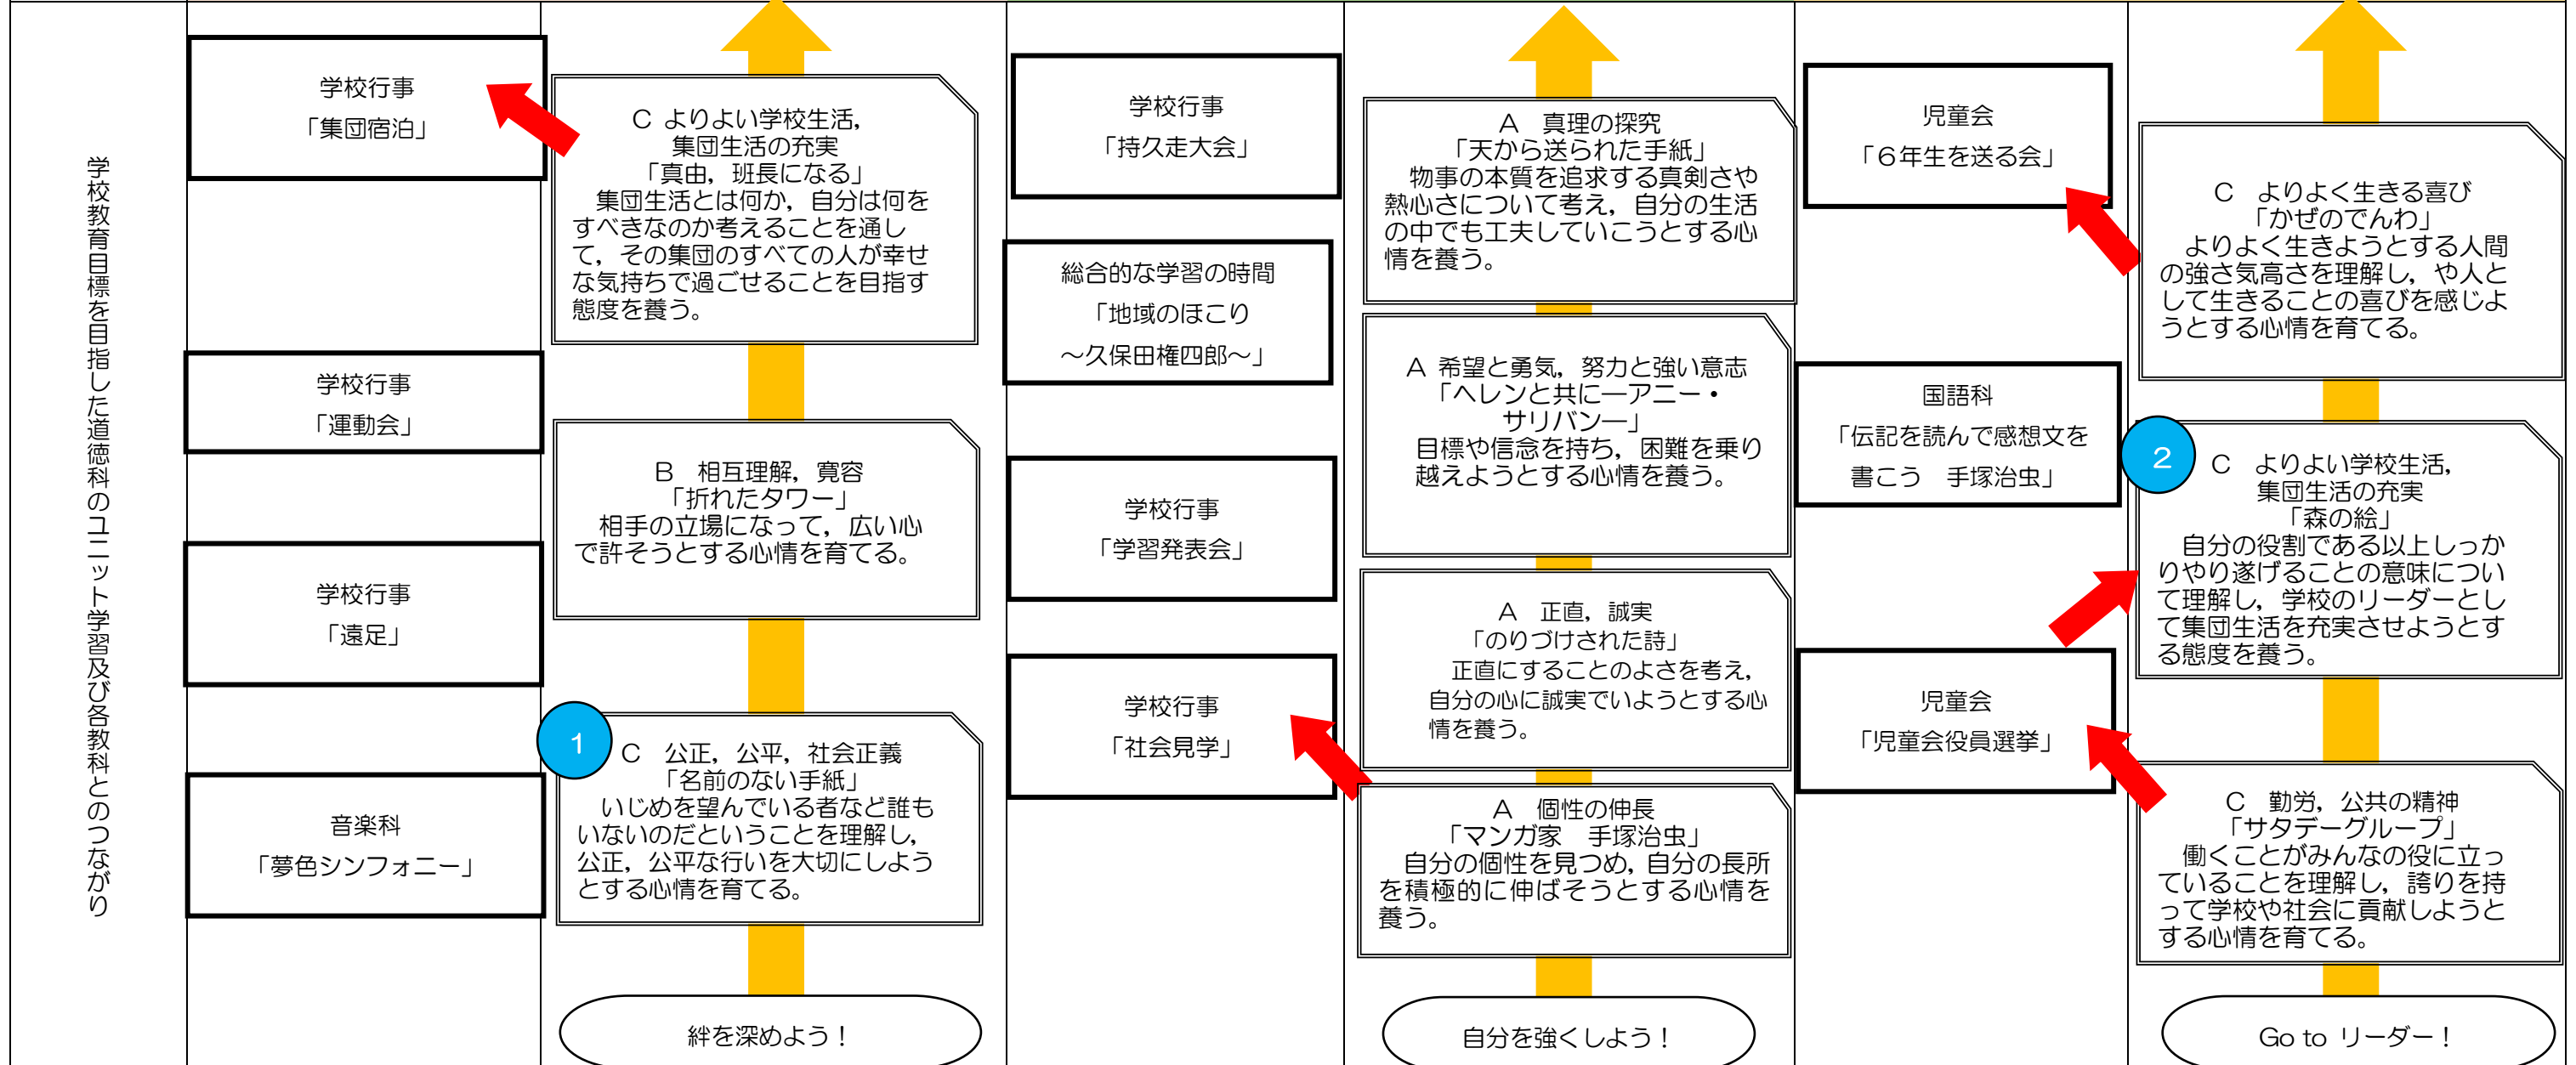 学校教育目標を目指した道徳科のユニット学習及び各教科とのつながり
学校行事
「集団宿泊」
学校行事
「運動会」
学校行事
「遠足」
音楽科
「夢色シンフォニー」
C よりよい学校生活，
集団生活の充実
「真由，班長になる」
集団生活とは何か，自分は何を
すべきなのか考えることを通し
て，その集団のすべての人が幸せ
な気持ちで過ごせることを目指す
態度を養う。
B　相互理解，寛容
「折れたタワー」
相手の立場になって，広い心
で許そうとする心情を育てる。
1
C　公正，公平，社会正義
「名前のない手紙」
いじめを望んでいる者など誰も
いないのだということを理解し，
公正，公平な行いを大切にしよう
とする心情を育てる。
絆を深めよう！
学校行事
「持久走大会」
総合的な学習の時間
「地域のほこり
～久保田権四郎～」
学校行事
「学習発表会」
学校行事
「社会見学」
A　真理の探究
「天から送られた手紙」
物事の本質を追求する真剣さや
熱心さについて考え，自分の生活
の中でも工夫していこうとする心
情を養う。
A 希望と勇気，努力と強い意志
「ヘレンと共に―アニー・
サリバン―」
目標や信念を持ち，困難を乗り
越えようとする心情を養う。
A　正直，誠実
「のりづけされた詩」
正直にすることのよさを考え，
自分の心に誠実でいようとする心
情を養う。
A　個性の伸長
「マンガ家　手塚治虫」
自分の個性を見つめ，自分の長所
を積極的に伸ばそうとする心情を
養う。
自分を強くしよう！
児童会
「６年生を送る会」
国語科
「伝記を読んで感想文を
書こう　手塚治虫」
児童会
「児童会役員選挙」
C　よりよく生きる喜び
「かぜのでんわ」
よりよく生きようとする人間
の強さ気高さを理解し，や人と
して生きることの喜びを感じよ
うとする心情を育てる。
2
C　よりよい学校生活，
集団生活の充実
「森の絵」
自分の役割である以上しっか
りやり遂げることの意味につい
て理解し，学校のリーダーとし
て集団生活を充実させようとす
る態度を養う。
C　勤労，公共の精神
「サタデーグループ」
働くことがみんなの役に立っ
ていることを理解し，誇りを持
って学校や社会に貢献しようと
する心情を育てる。
Go to リーダー！